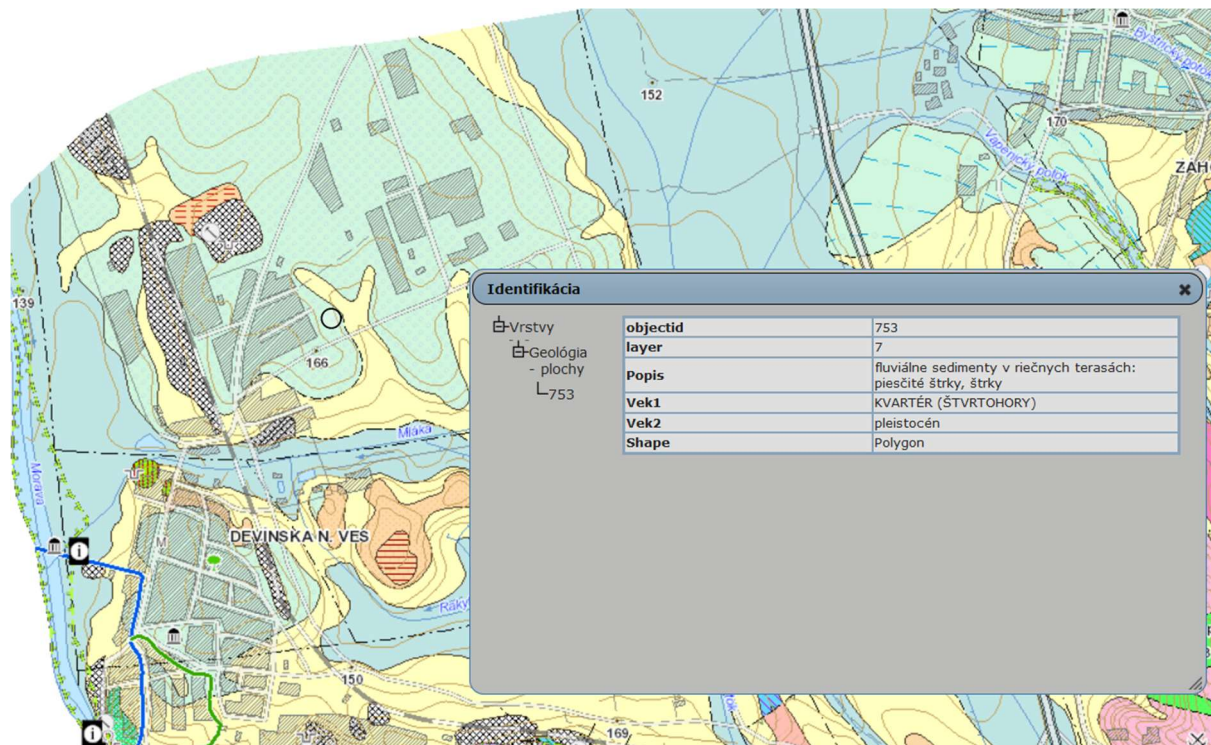 152
Bystrický potok
170
Vápenický potok
ZÁHO
139
Identifikácia
Vrstvy
Geológia
- plochy
753
objectid 753
layer 7
Popis fluviálne sedimenty v riečnych terasách:
piesčité štrky, štrky
Vek1 KVARTÉR (ŠTVRTOHORY)
Vek2 pleistocén
Shape Polygon
166
Mláka
Morava
M
DEVÍNSKA N. VES
Ráky
150
potok
169